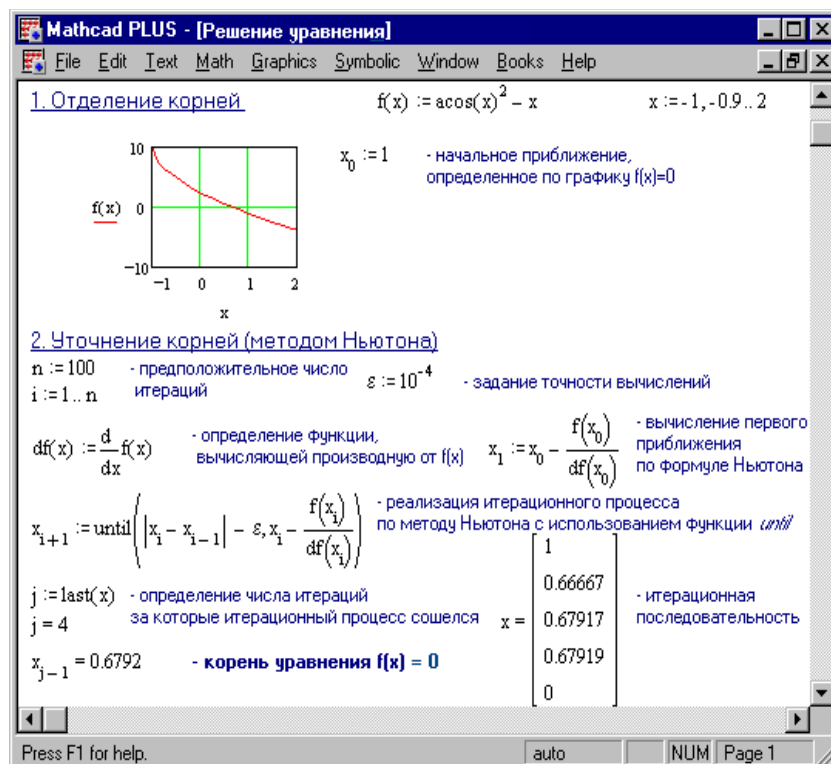 Mathcad PLUS - [Решение уравнения]
File Edit Text Math Graphics Symbolic Window Books Help
1. Отделение корней
f(x) := acos(x)² − x
x := -1, -0.9 .. 2
10
0
−10
f(x)
−1 0 1 2
x
x₀ := 1
- начальное приближение,
определенное по графику f(x)=0
2. Уточнение корней (методом Ньютона)
n := 100
i := 1 .. n
- предположительное число
итераций
ε := 10⁻⁴
- задание точности вычислений
df(x) := d/dx f(x)
- определение функции,
вычисляющей производную от f(x)
x₁ := x₀ − f(x₀)/df(x₀)
- вычисление первого
приближения
по формуле Ньютона
xᵢ₊₁ := until(|xᵢ − xᵢ₋₁| − ε, xᵢ − f(xᵢ)/df(xᵢ))
- реализация итерационного процесса
по методу Ньютона с использованием функции until
j := last(x)
j = 4
- определение числа итераций
за которые итерационный процесс сошелся
x =
1
0.66667
0.67917
0.67919
0
- итерационная
последовательность
xⱼ₋₁ = 0.6792
- корень уравнения f(x) = 0
Press F1 for help.
auto
NUM
Page 1